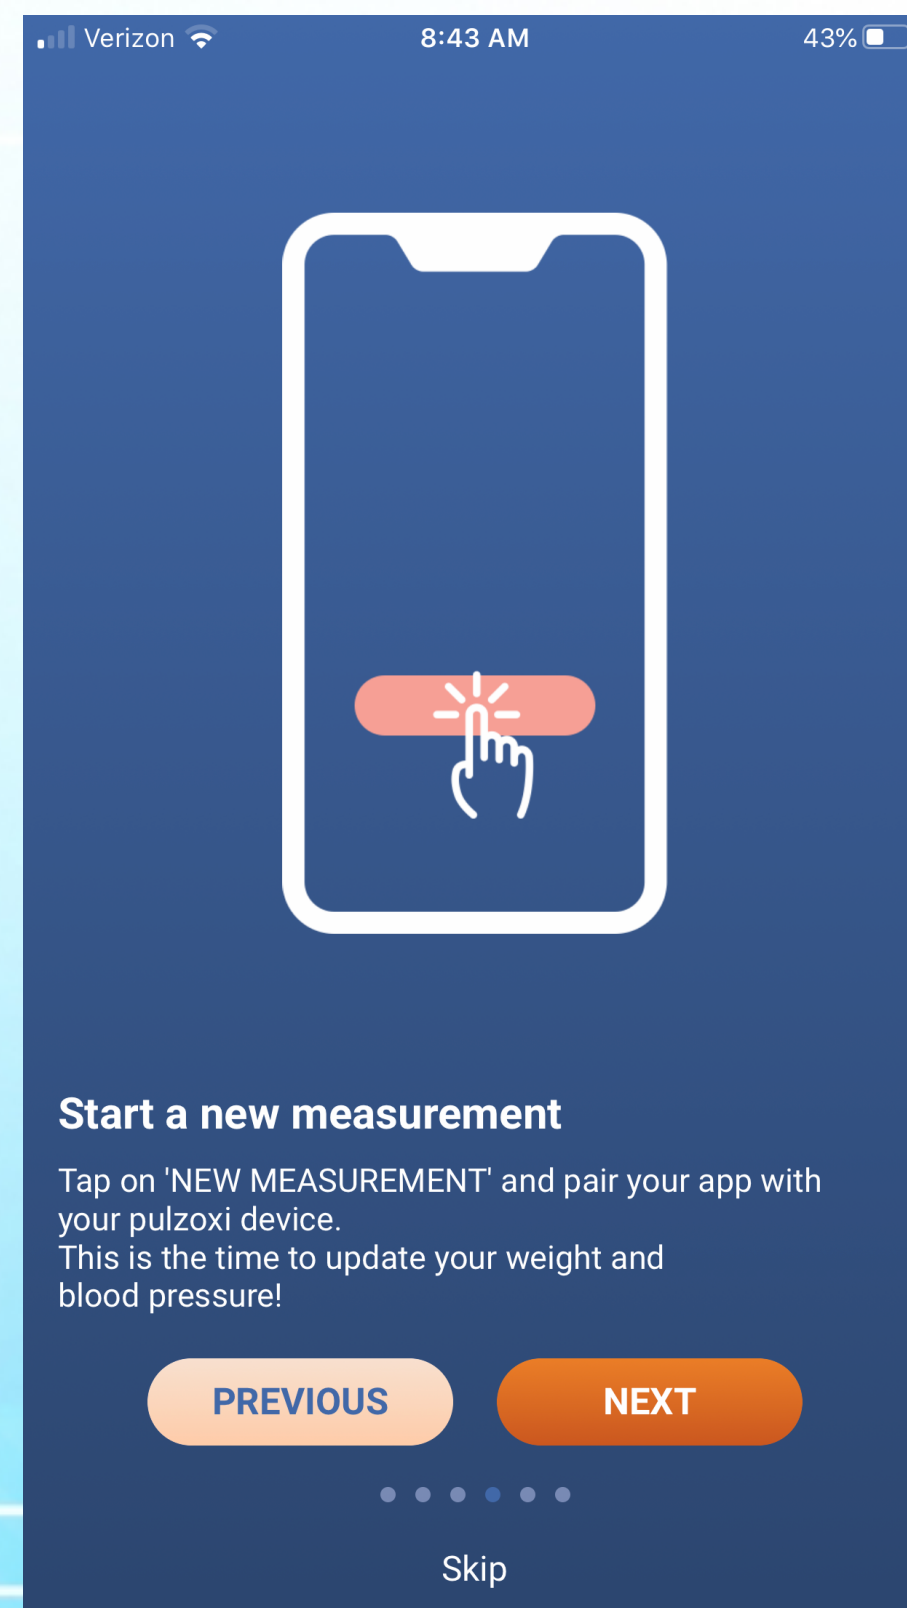 Verizon 8:43 AM 43%
Start a new measurement
Tap on 'NEW MEASUREMENT' and pair your app with
your pulzoxi device.
This is the time to update your weight and
blood pressure!
PREVIOUS NEXT
Skip